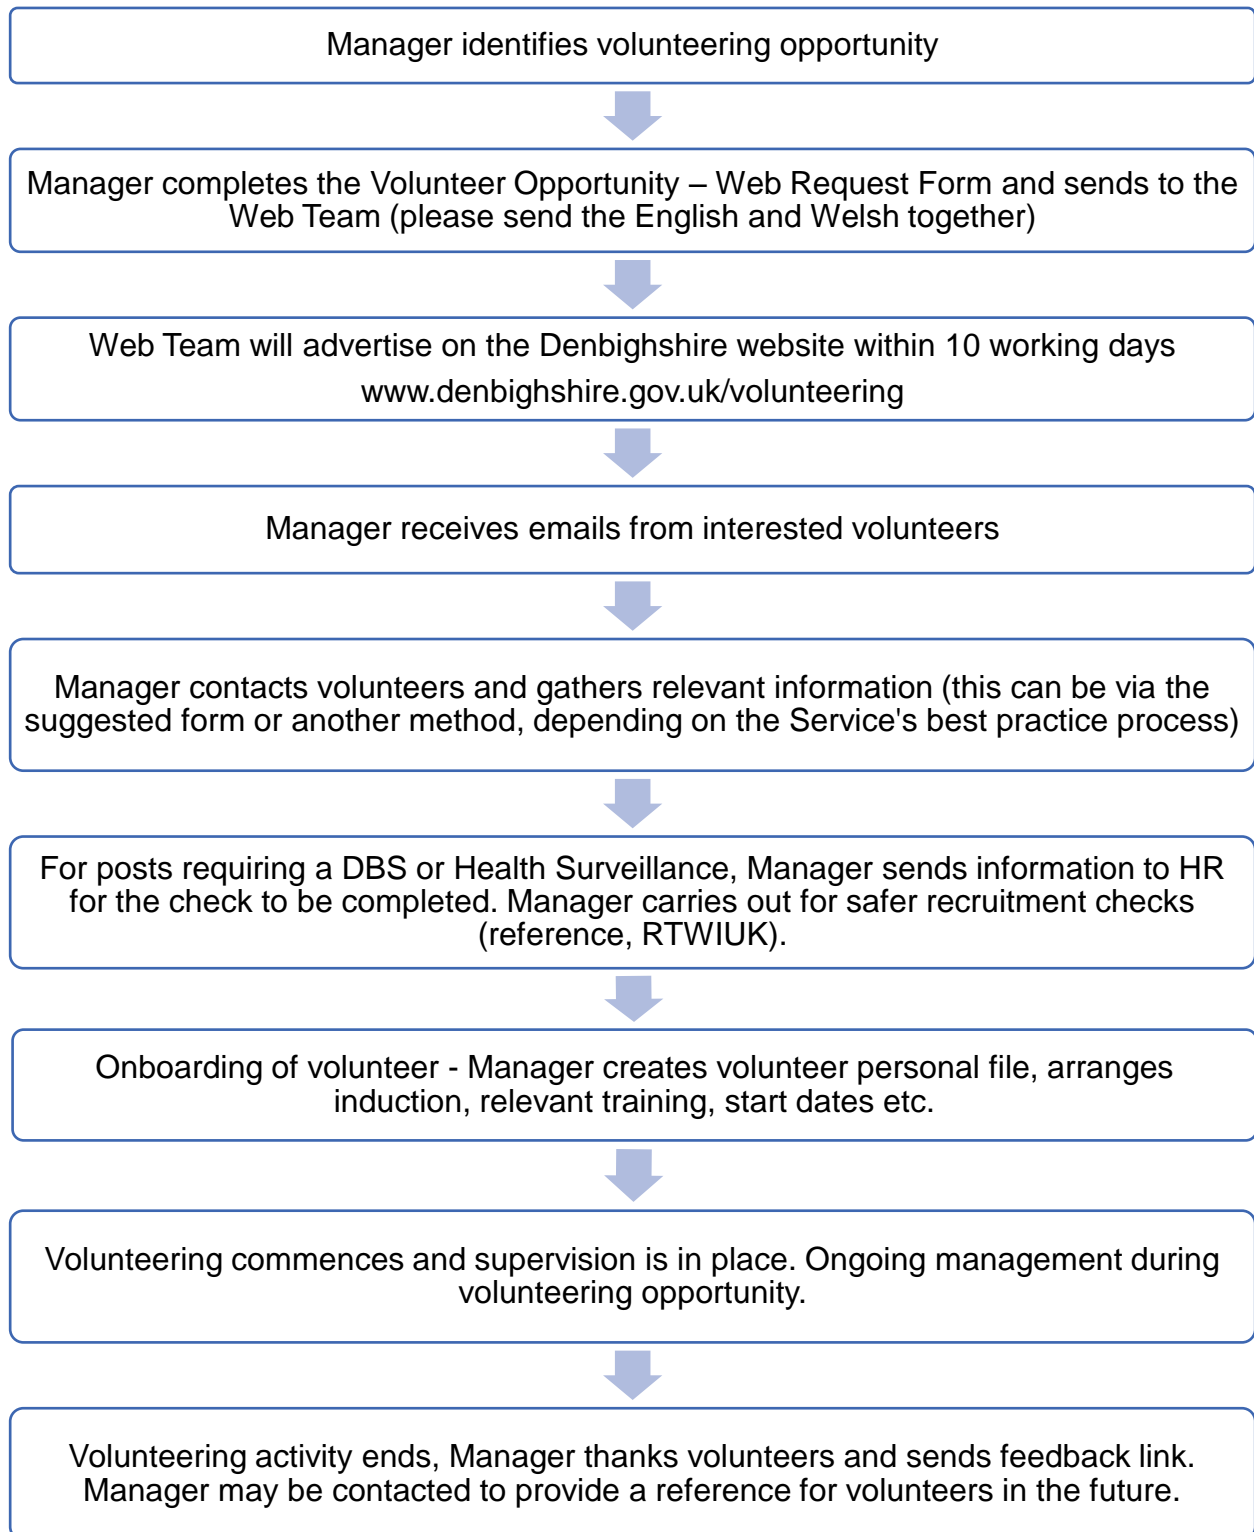 Manager identifies volunteering opportunity
Manager completes the Volunteer Opportunity – Web Request Form and sends to the
Web Team (please send the English and Welsh together)
Web Team will advertise on the Denbighshire website within 10 working days
www.denbighshire.gov.uk/volunteering
Manager receives emails from interested volunteers
Manager contacts volunteers and gathers relevant information (this can be via the
suggested form or another method, depending on the Service's best practice process)
For posts requiring a DBS or Health Surveillance, Manager sends information to HR
for the check to be completed. Manager carries out for safer recruitment checks
(reference, RTWIUK).
Onboarding of volunteer - Manager creates volunteer personal file, arranges
induction, relevant training, start dates etc.
Volunteering commences and supervision is in place. Ongoing management during
volunteering opportunity.
Volunteering activity ends, Manager thanks volunteers and sends feedback link.
Manager may be contacted to provide a reference for volunteers in the future.